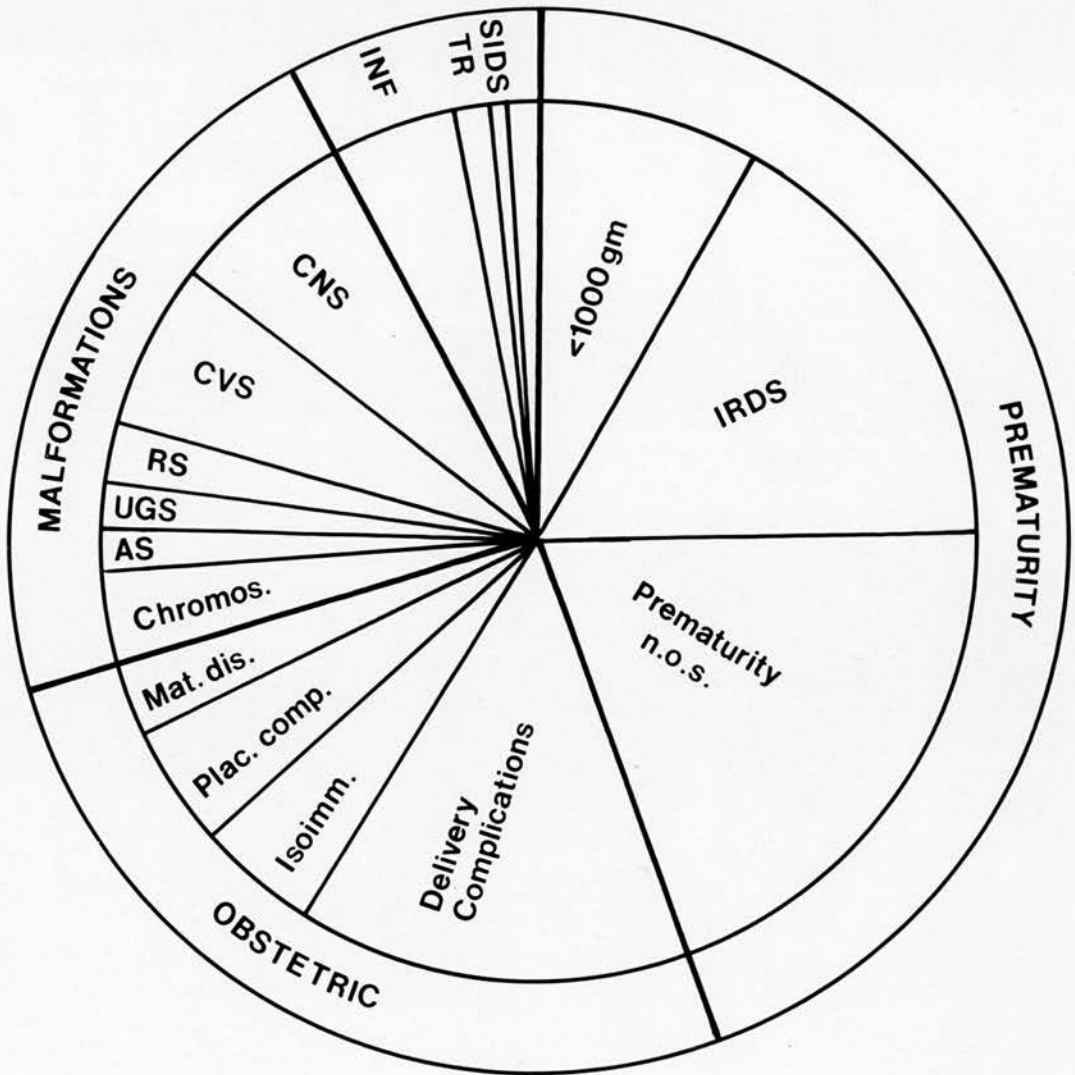 SIDS
TR
INF
<1000 gm
IRDS
PREMATURITY
Prematurity
n.o.s.
CNS
CVS
RS
UGS
AS
Chromos.
MALFORMATIONS
Mat. dis.
Plac. comp.
Isoimm.
Delivery
Complications
OBSTETRIC